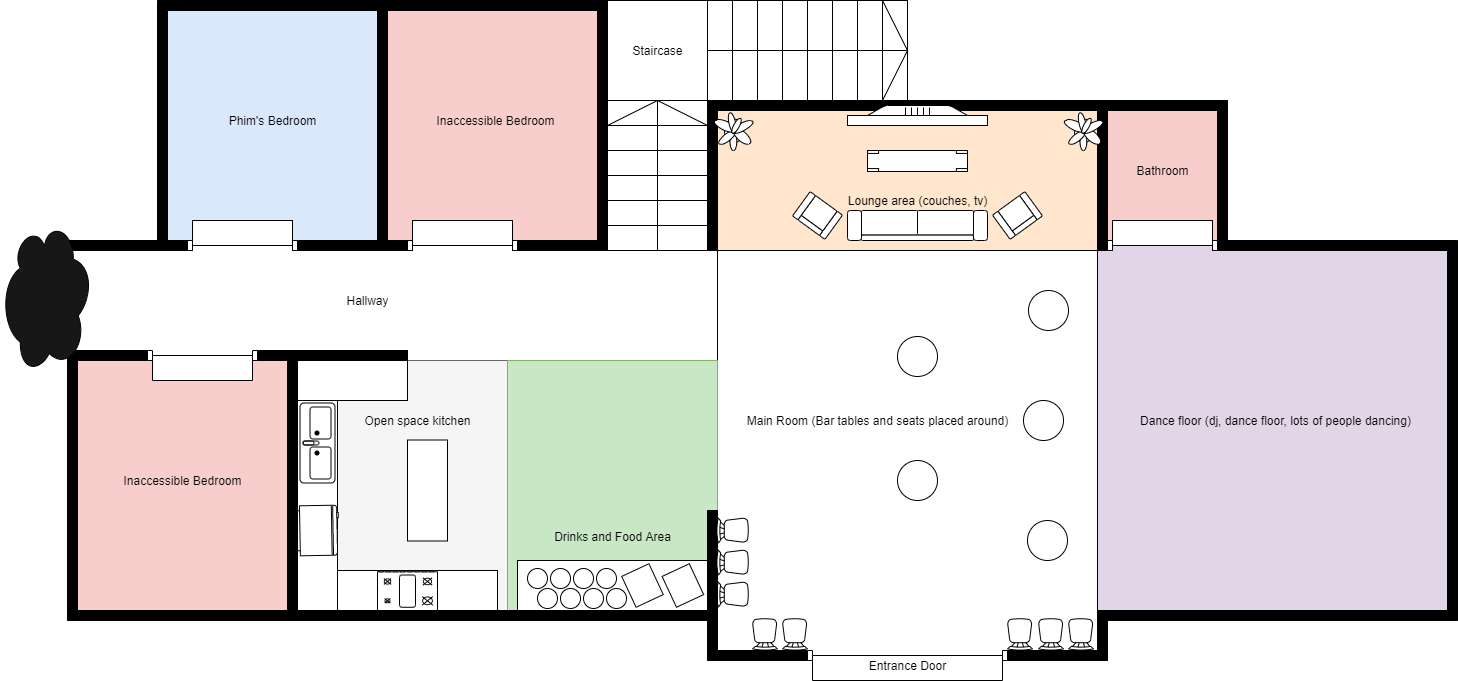 Staircase
Phim's Bedroom
Inaccessible Bedroom
Bathroom
Lounge area (couches, tv)
Hallway
Open space kitchen
Main Room (Bar tables and seats placed around)
Dance floor (dj, dance floor, lots of people dancing)
Inaccessible Bedroom
Drinks and Food Area
Entrance Door